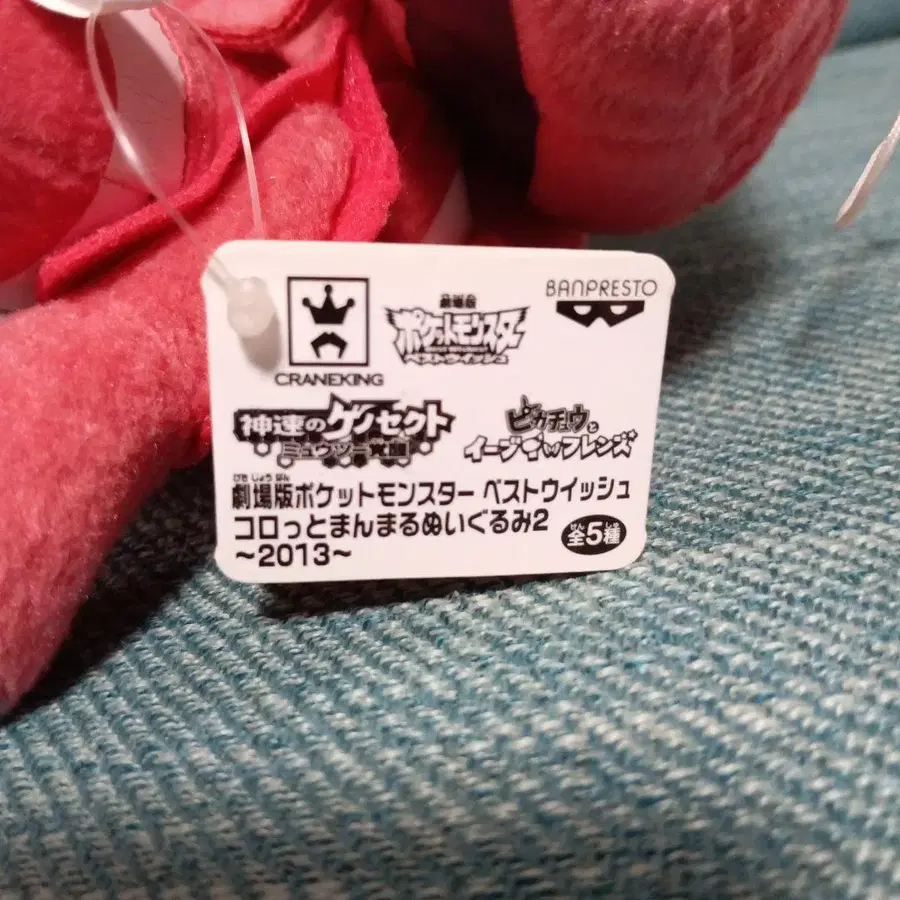 CRANEKING
劇場版
ポケットモンスター
ベストウイッシュ
BANPRESTO
神速のゲノセクト
ミュウツー覚醒
ピカチュウと
イーブイ☆フレンズ
げきじょうばん
劇場版ポケットモンスター ベストウイッシュ
コロっとまんまるぬいぐるみ2
～2013～
ぜん しゅ
全5種